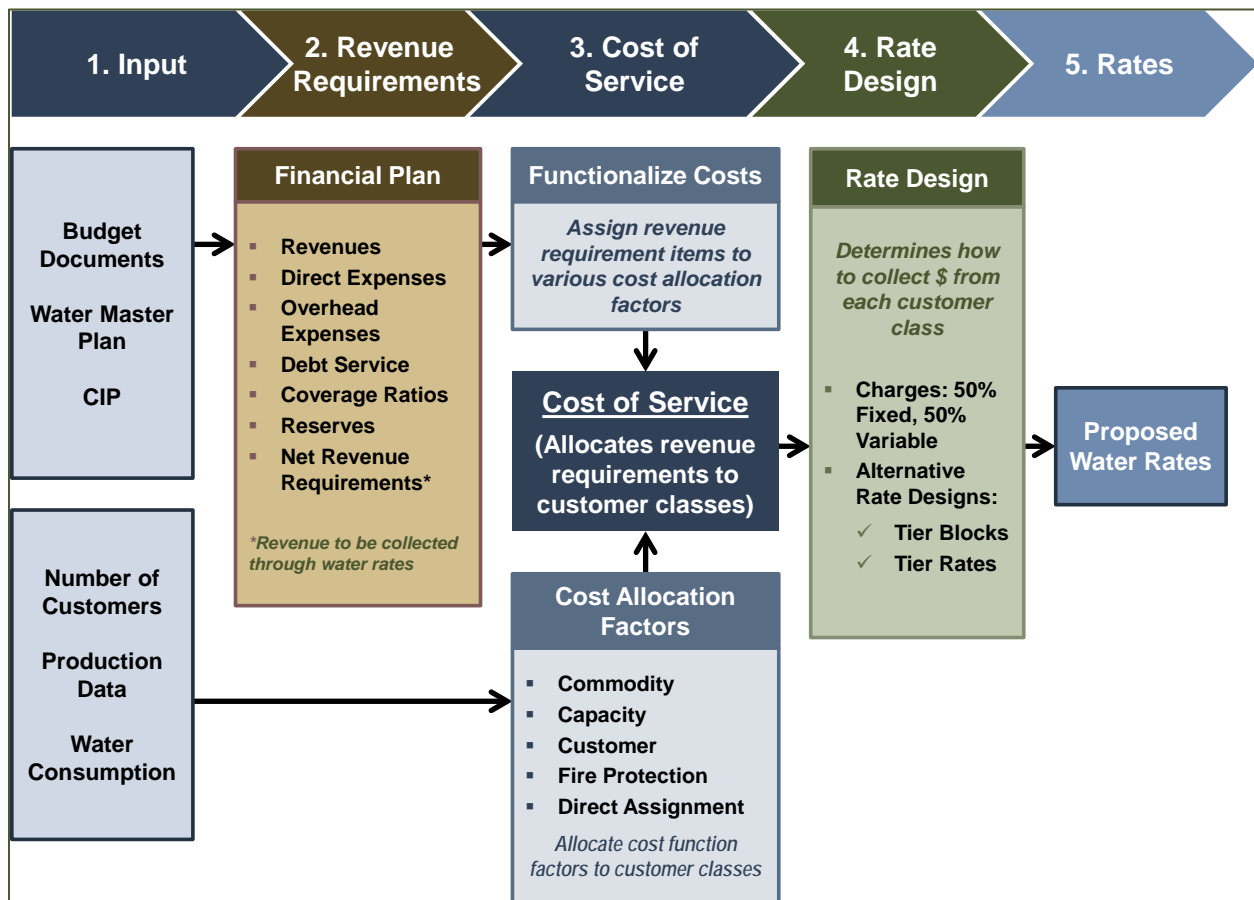 1. Input
2. Revenue
Requirements
3. Cost of
Service
4. Rate
Design
5. Rates
Budget
Documents
Water Master
Plan
CIP
Number of
Customers
Production
Data
Water
Consumption
Financial Plan
▪ Revenues
▪ Direct Expenses
▪ Overhead
Expenses
▪ Debt Service
▪ Coverage Ratios
▪ Reserves
▪ Net Revenue
Requirements*
*Revenue to be collected
through water rates
Functionalize Costs
Assign revenue
requirement items to
various cost allocation
factors
Cost of Service
(Allocates revenue
requirements to
customer classes)
Cost Allocation
Factors
▪ Commodity
▪ Capacity
▪ Customer
▪ Fire Protection
▪ Direct Assignment
Allocate cost function
factors to customer classes
Rate Design
Determines how
to collect $ from
each customer
class
▪ Charges: 50%
Fixed, 50%
Variable
▪ Alternative
Rate Designs:
✓ Tier Blocks
✓ Tier Rates
Proposed
Water Rates